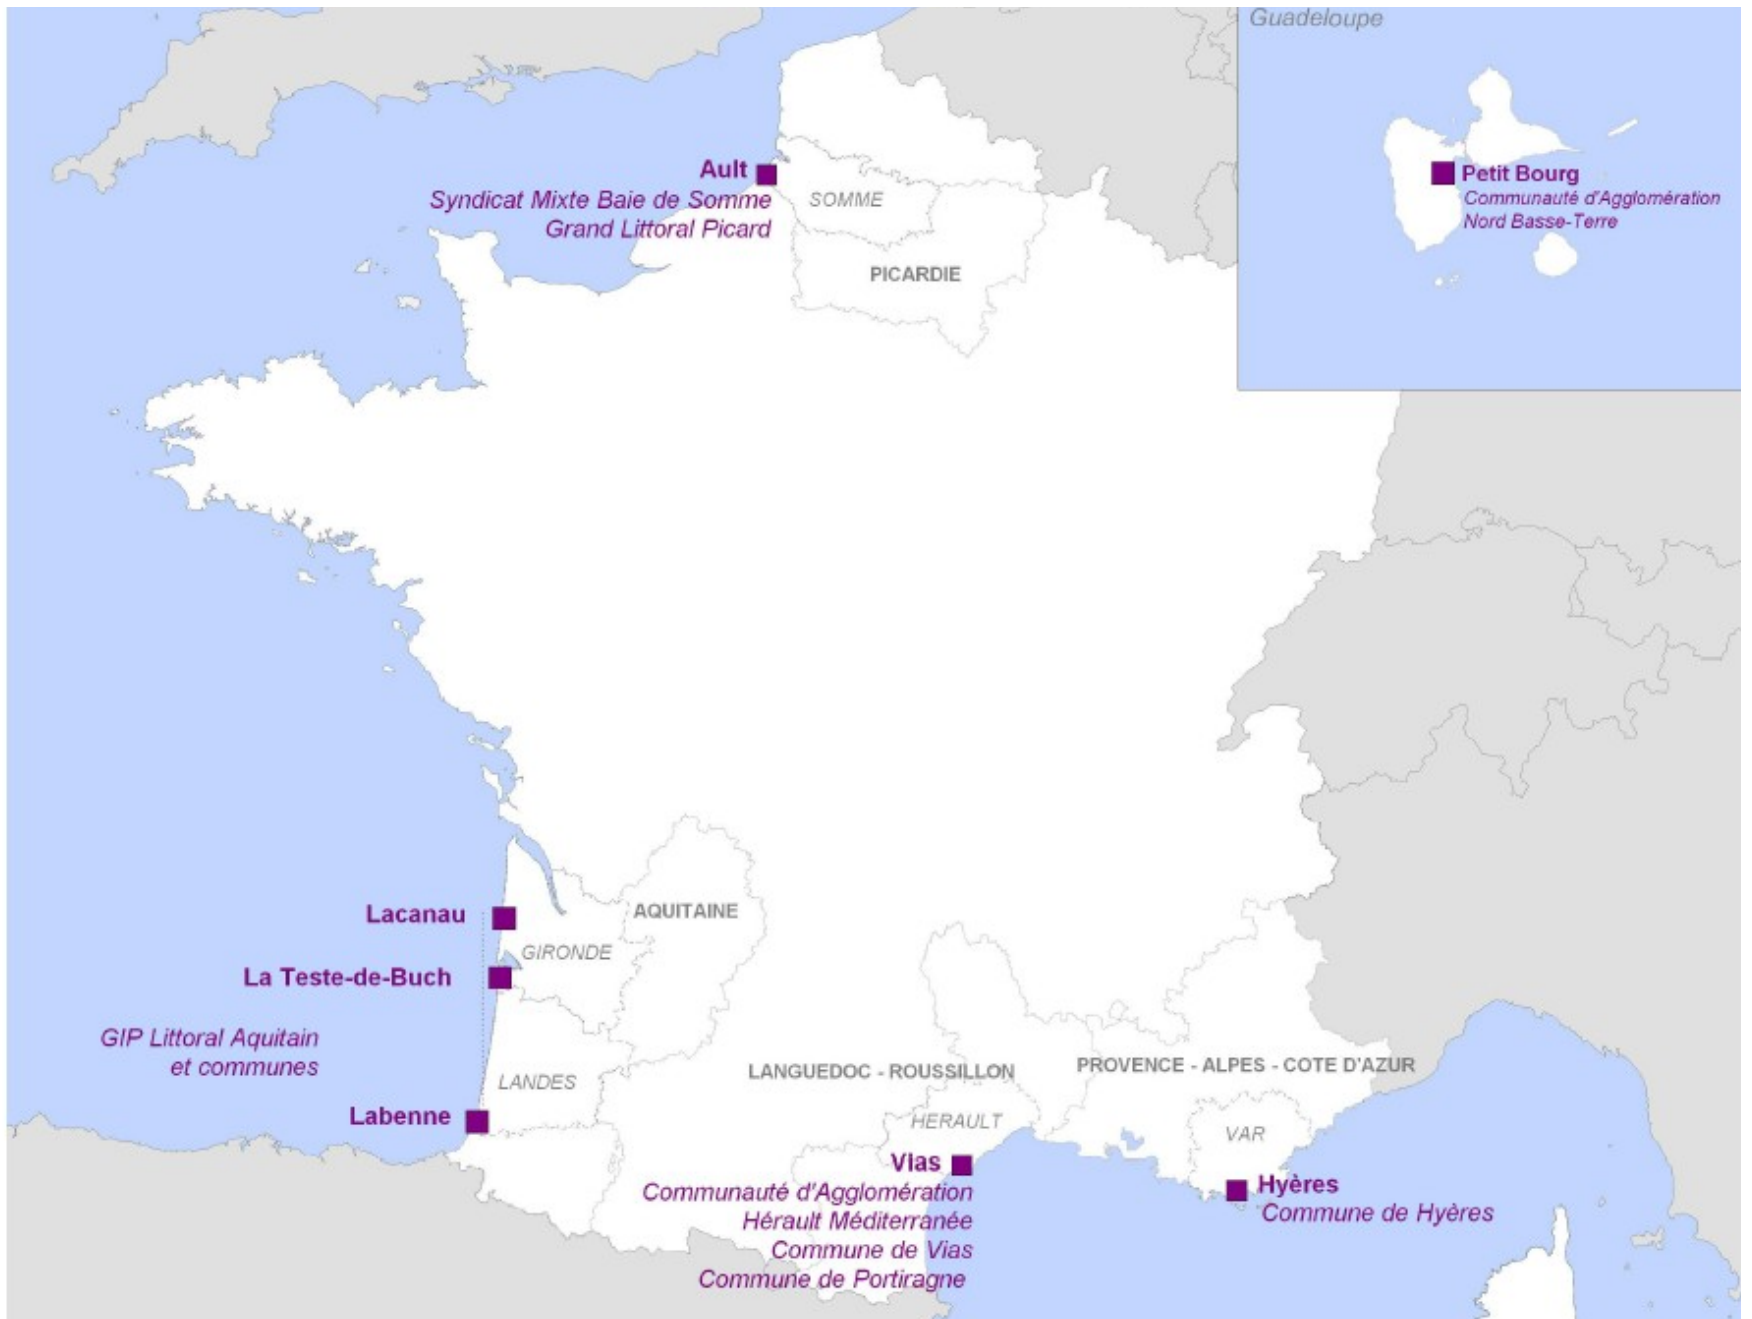 Guadeloupe
Ault
Syndicat Mixte Baie de Somme
Grand Littoral Picard
SOMME
PICARDIE
Petit Bourg
Communauté d'Agglomération
Nord Basse-Terre
Lacanau
AQUITAINE
GIRONDE
La Teste-de-Buch
GIP Littoral Aquitain
et communes
LANDES
LANGUEDOC - ROUSSILLON
PROVENCE - ALPES - COTE D'AZUR
Labenne
HERAULT
VAR
Vias
Communauté d'Agglomération
Hérault Méditerranée
Commune de Vias
Commune de Portiragne
Hyères
Commune de Hyères